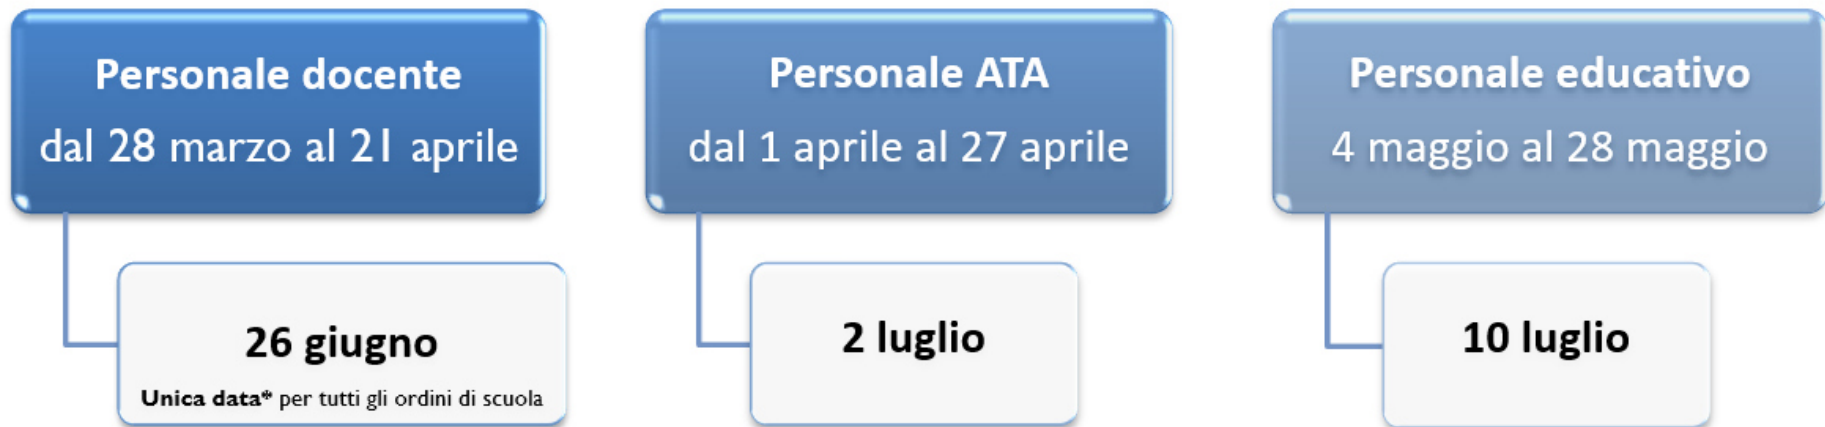 Personale docente
dal 28 marzo al 21 aprile
26 giugno
Unica data* per tutti gli ordini di scuola
Personale ATA
dal 1 aprile al 27 aprile
2 luglio
Personale educativo
4 maggio al 28 maggio
10 luglio